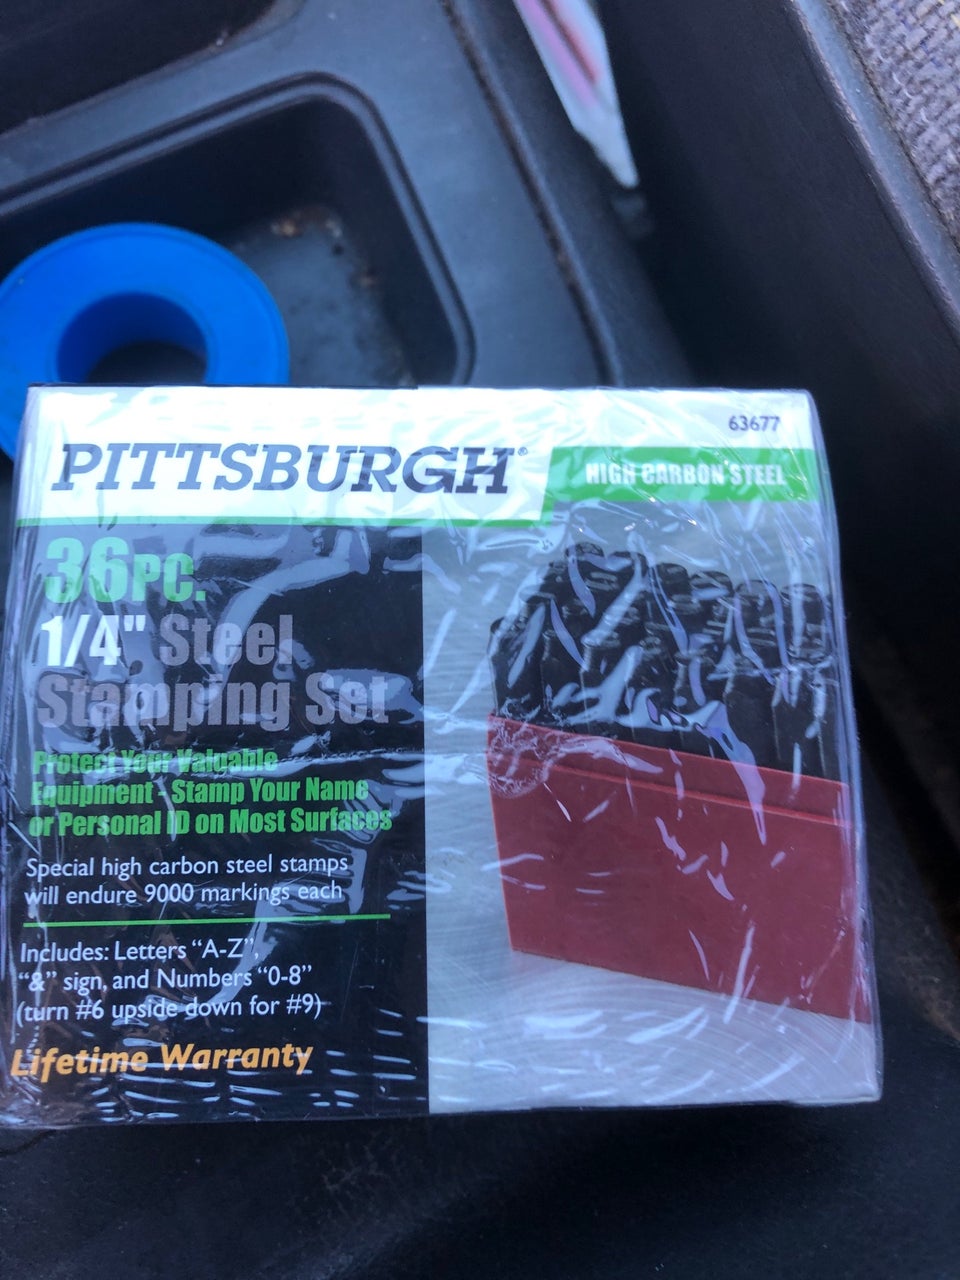 63677
PITTSBURGH®
HIGH CARBON STEEL
36PC.
1/4" Steel
Stamping Set
Protect Your Valuable
Equipment - Stamp Your Name
or Personal ID on Most Surfaces
Special high carbon steel stamps
will endure 9000 markings each
Includes: Letters “A-Z”,
“&” sign, and Numbers “0-8”
(turn #6 upside down for #9)
Lifetime Warranty